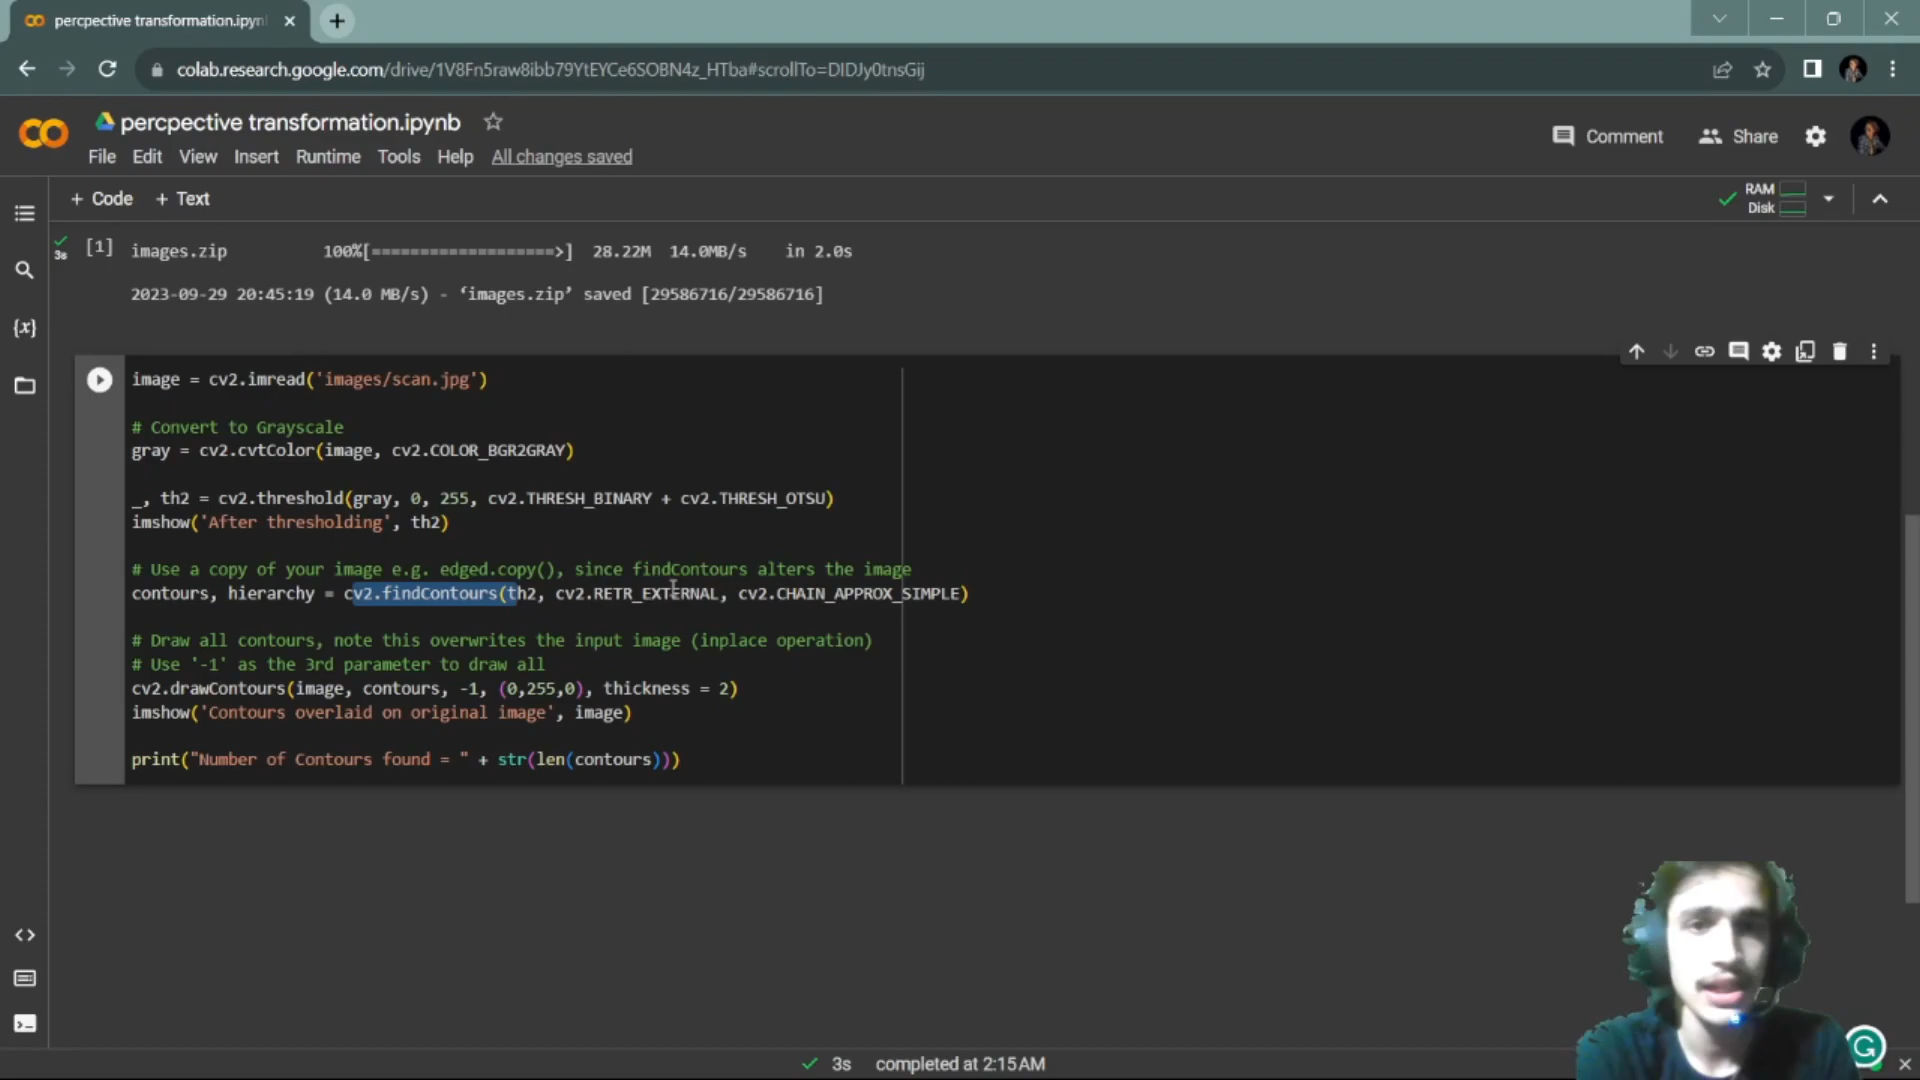 percpective transformation.ipyn
colab.research.google.com/drive/1V8Fn5raw8ibb79YtEYCe6SOBN4z_HTba#scrollTo=DIDJy0tnsGij
percpective transformation.ipynb
File Edit View Insert Runtime Tools Help All changes saved
Comment Share
+ Code + Text
RAM
Disk
3s [1] images.zip 100%[===================>] 28.22M 14.0MB/s in 2.0s
2023-09-29 20:45:19 (14.0 MB/s) - ‘images.zip’ saved [29586716/29586716]
{x}
image = cv2.imread('images/scan.jpg')
# Convert to Grayscale
gray = cv2.cvtColor(image, cv2.COLOR_BGR2GRAY)
_, th2 = cv2.threshold(gray, 0, 255, cv2.THRESH_BINARY + cv2.THRESH_OTSU)
imshow('After thresholding', th2)
# Use a copy of your image e.g. edged.copy(), since findContours alters the image
contours, hierarchy = cv2.findContours(th2, cv2.RETR_EXTERNAL, cv2.CHAIN_APPROX_SIMPLE)
# Draw all contours, note this overwrites the input image (inplace operation)
# Use '-1' as the 3rd parameter to draw all
cv2.drawContours(image, contours, -1, (0,255,0), thickness = 2)
imshow('Contours overlaid on original image', image)
print("Number of Contours found = " + str(len(contours)))
3s completed at 2:15 AM